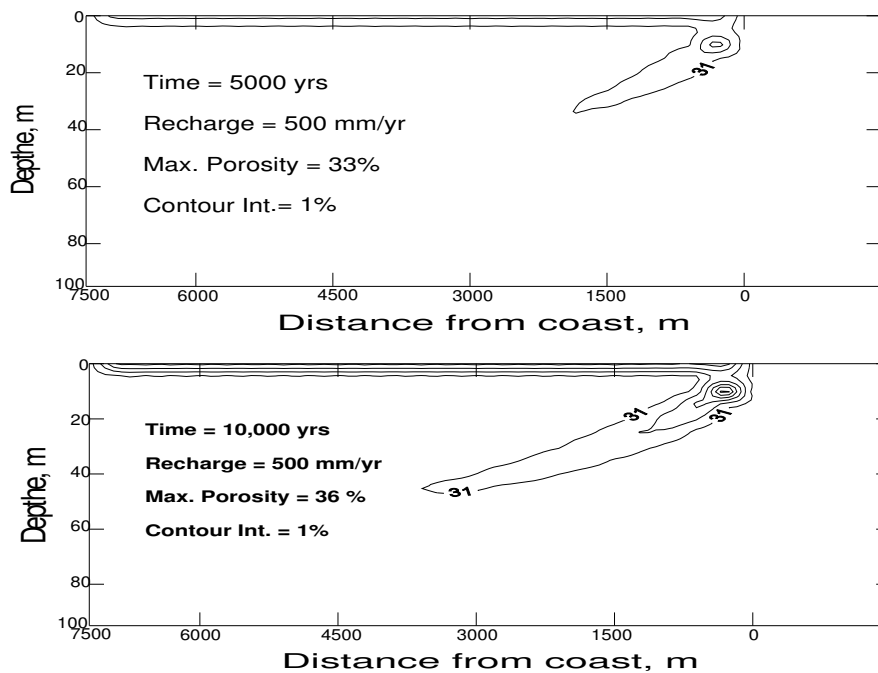 0
20
40
60
80
100
Depthe, m
Time = 5000 yrs
Recharge = 500 mm/yr
Max. Porosity = 33%
Contour Int.= 1%
31
7500 6000 4500 3000 1500 0
Distance from coast, m
0
20
40
60
80
100
Depthe, m
Time = 10,000 yrs
Recharge = 500 mm/yr
Max. Porosity = 36 %
Contour Int. = 1%
31
31
31
7500 6000 4500 3000 1500 0
Distance from coast, m